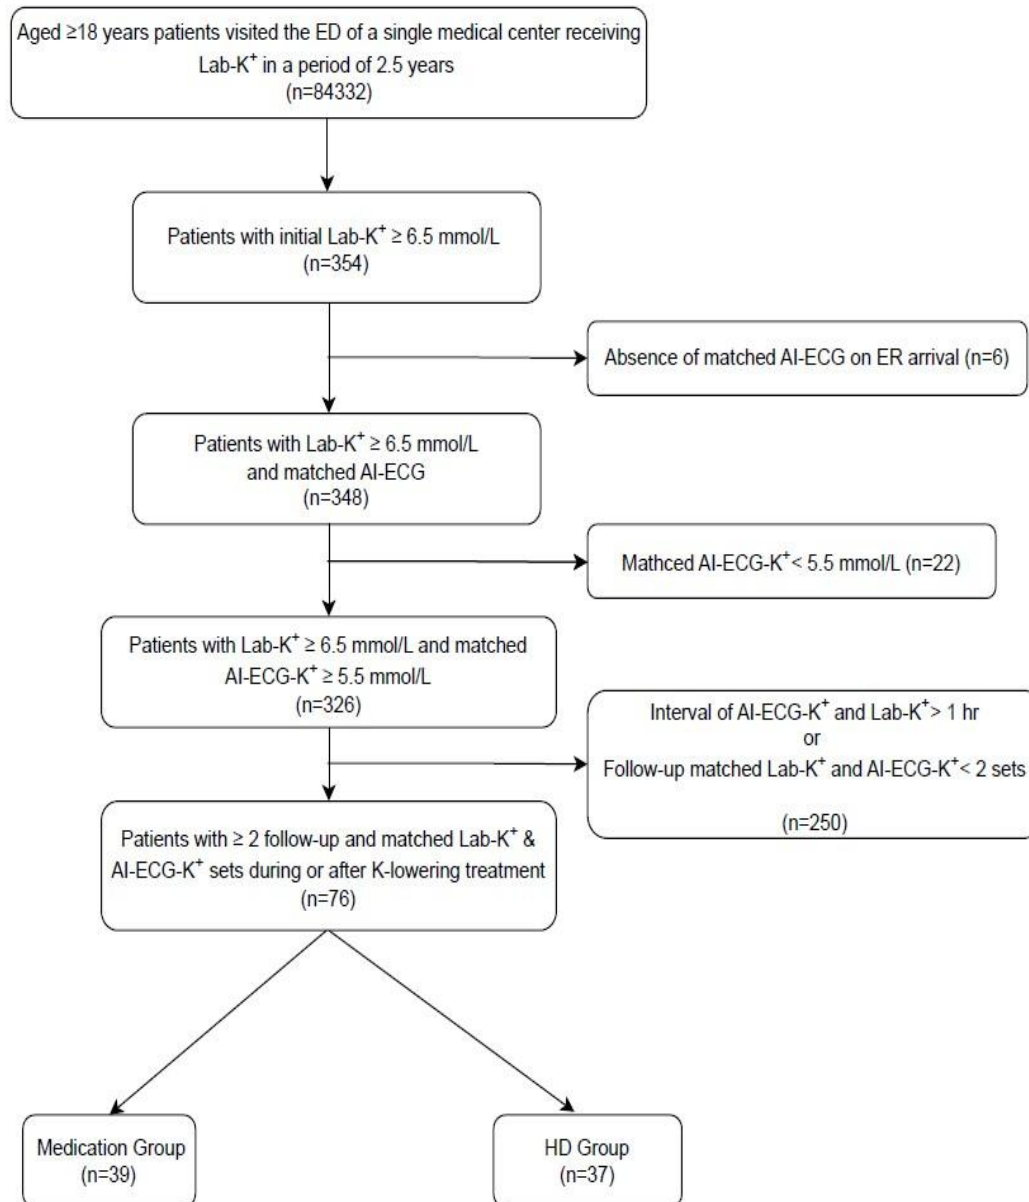 Aged ≥18 years patients visited the ED of a single medical center receiving
Lab-K⁺ in a period of 2.5 years
(n=84332)
Patients with initial Lab-K⁺ ≥ 6.5 mmol/L
(n=354)
Absence of matched AI-ECG on ER arrival (n=6)
Patients with Lab-K⁺ ≥ 6.5 mmol/L
and matched AI-ECG
(n=348)
Mathced AI-ECG-K⁺< 5.5 mmol/L (n=22)
Patients with Lab-K⁺ ≥ 6.5 mmol/L and matched
AI-ECG-K⁺ ≥ 5.5 mmol/L
(n=326)
Interval of AI-ECG-K⁺ and Lab-K⁺> 1 hr
or
Follow-up matched Lab-K⁺ and AI-ECG-K⁺< 2 sets
(n=250)
Patients with ≥ 2 follow-up and matched Lab-K⁺ &
AI-ECG-K⁺ sets during or after K-lowering treatment
(n=76)
Medication Group
(n=39)
HD Group
(n=37)